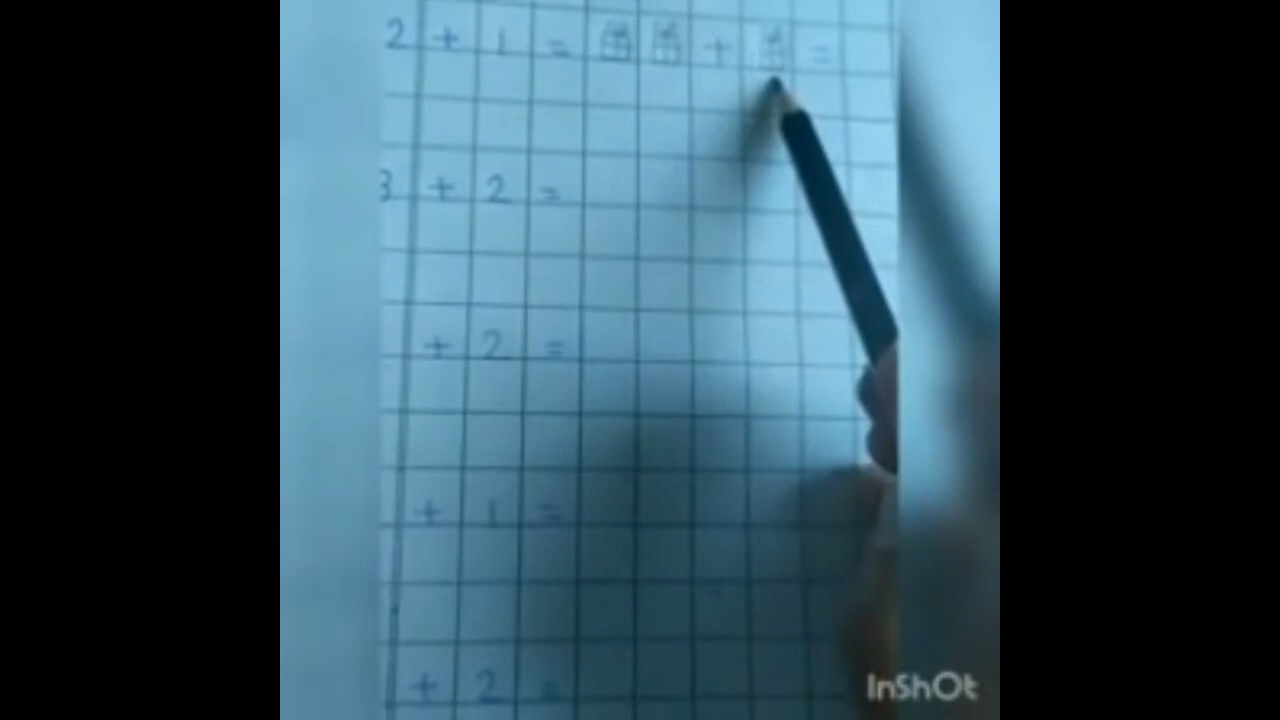 2 + 1 = + =
3 + 2 =
+ 2 =
+ 1 =
+ 2 =
InShOt